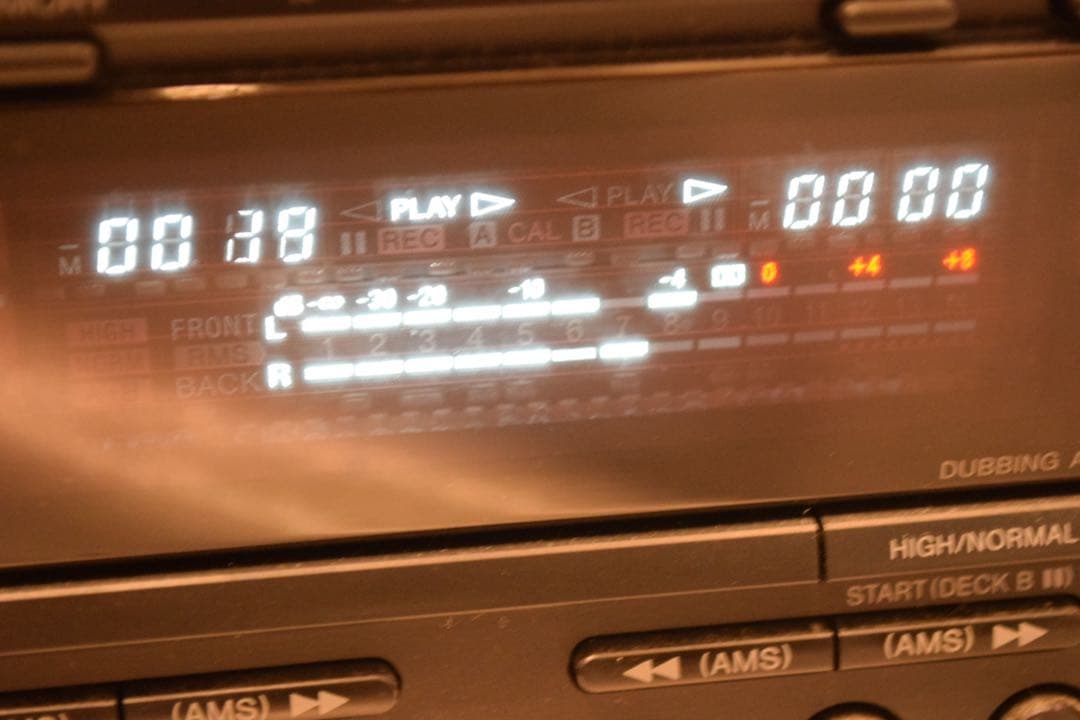 00 38 PLAY PLAY 00 00
M REC A CAL B REC M
dB -∞ -30 -20 -10 -4 0 +4 +8
HIGH FRONT L
1 2 3 4 5 6 7 8 9 10 11 12
RMS
BACK R
DUBBING
HIGH/NORMAL
START (DECK B ▮▮)
◀◀ (AMS) (AMS) ▶▶
(AMS) ▶▶